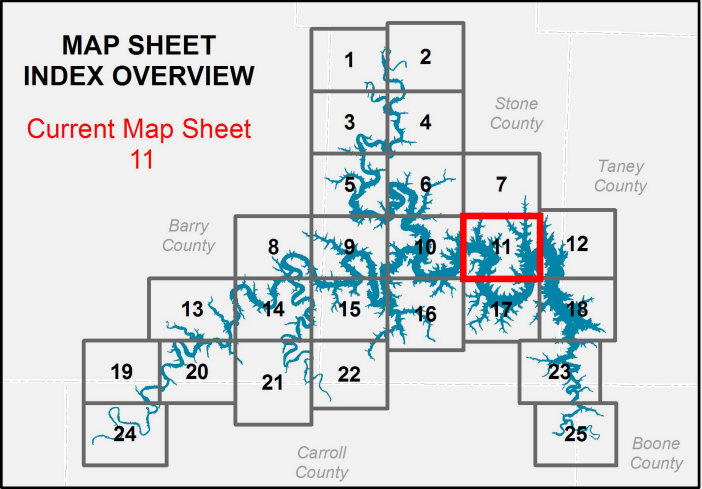 MAP SHEET
INDEX OVERVIEW
Current Map Sheet
11
1
2
3
4
Stone
County
5
6
7
Taney
County
Barry
County
8
9
10
11
12
13
14
15
16
17
18
19
20
21
22
23
24
25
Carroll
County
Boone
County